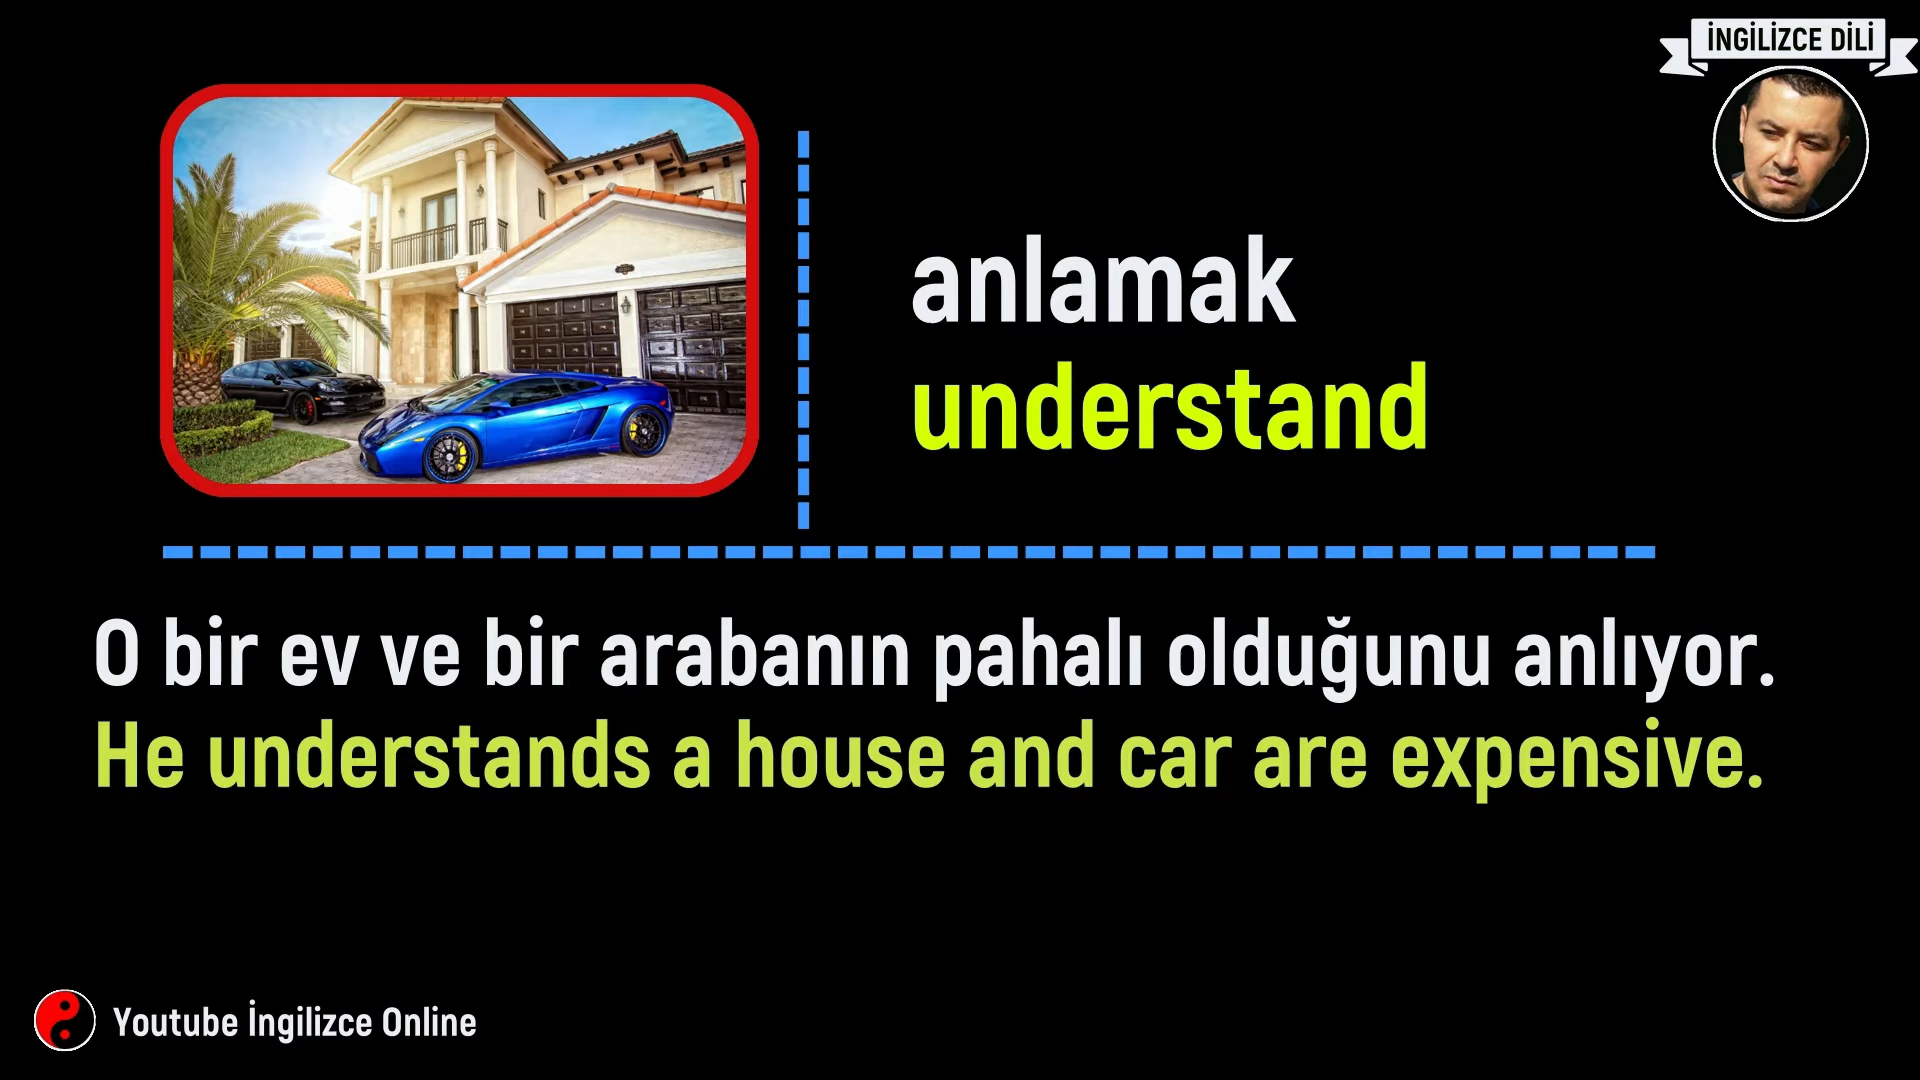 İNGİLİZCE DİLİ
anlamak
understand
O bir ev ve bir arabanın pahalı olduğunu anlıyor.
He understands a house and car are expensive.
Youtube İngilizce Online